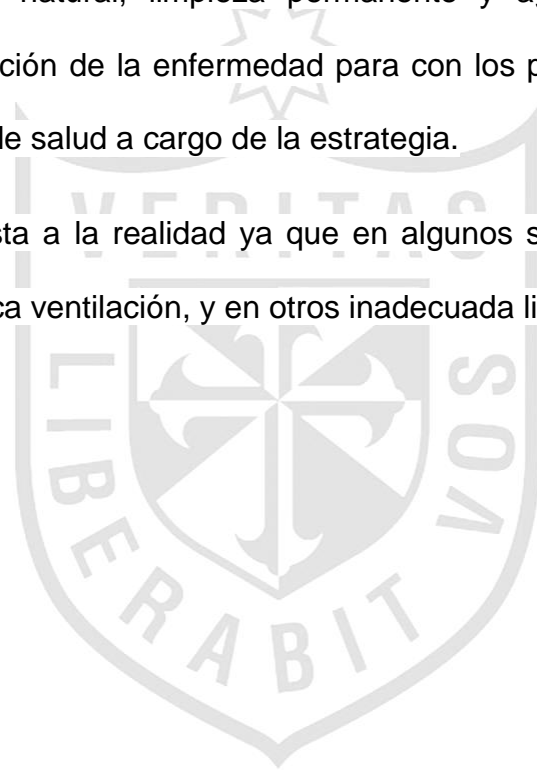 natural, limpieza permanente y
ción de la enfermedad para con los p
de salud a cargo de la estrategia.
VERITAS
sta a la realidad ya que en algunos s
ca ventilación, y en otros inadecuada li
LIBERABIT VOS